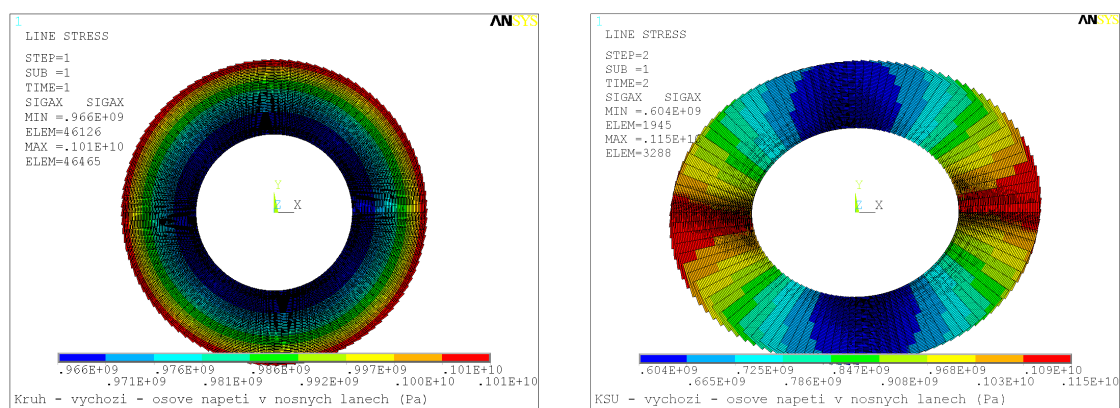 1
ANSYS
LINE STRESS
STEP=1
SUB =1
TIME=1
SIGAX SIGAX
MIN =.966E+09
ELEM=46126
MAX =.101E+10
ELEM=46465
Y
Z X
.966E+09 .976E+09 .986E+09 .997E+09 .101E+10
.971E+09 .981E+09 .992E+09 .100E+10 .101E+10
Kruh - vychozi - osove napeti v nosnych lanech (Pa)
1
ANSYS
LINE STRESS
STEP=2
SUB =1
TIME=2
SIGAX SIGAX
MIN =.604E+09
ELEM=1945
MAX =.115E+10
ELEM=3288
Y
Z X
.604E+09 .725E+09 .847E+09 .968E+09 .109E+10
.665E+09 .786E+09 .908E+09 .103E+10 .115E+10
KSU - vychozi - osove napeti v nosnych lanech (Pa)